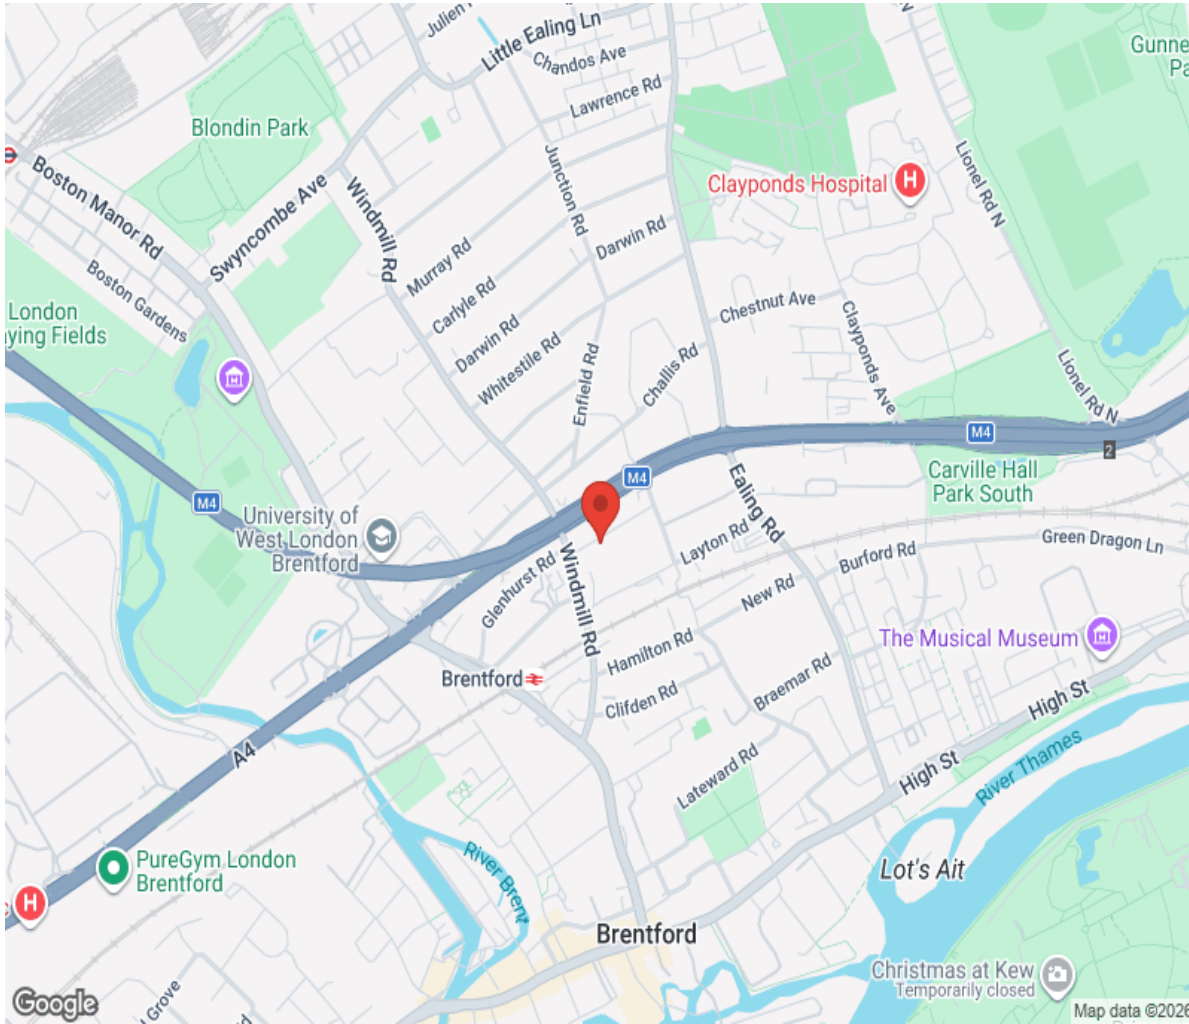 Julien
Little Ealing Ln
Chandos Ave
Gunne
Pa
Lawrence Rd
Blondin Park
Boston Manor Rd
Junction Rd
Lionel Rd N
Clayponds Hospital
H
Swyncombe Ave
Windmill Rd
Darwin Rd
Murray Rd
Boston Gardens
Carlyle Rd
Chestnut Ave
London
ying Fields
Darwin Rd
Clayponds Ave
Whitestile Rd
Enfield Rd
Challis Rd
Lionel Rd N
M4
2
M4
Carville Hall
Park South
M4
Ealing Rd
University of
West London
Brentford
Layton Rd
Green Dragon Ln
Burford Rd
Glenhurst Rd
Windmill Rd
New Rd
The Musical Museum
Hamilton Rd
Brentford
Braemar Rd
Clifden Rd
High St
A4
River Thames
High St
Lateward Rd
PureGym London
Brentford
River Brent
Lot's Ait
H
Brentford
Christmas at Kew
Temporarily closed
Grove
Google
Map data ©2026